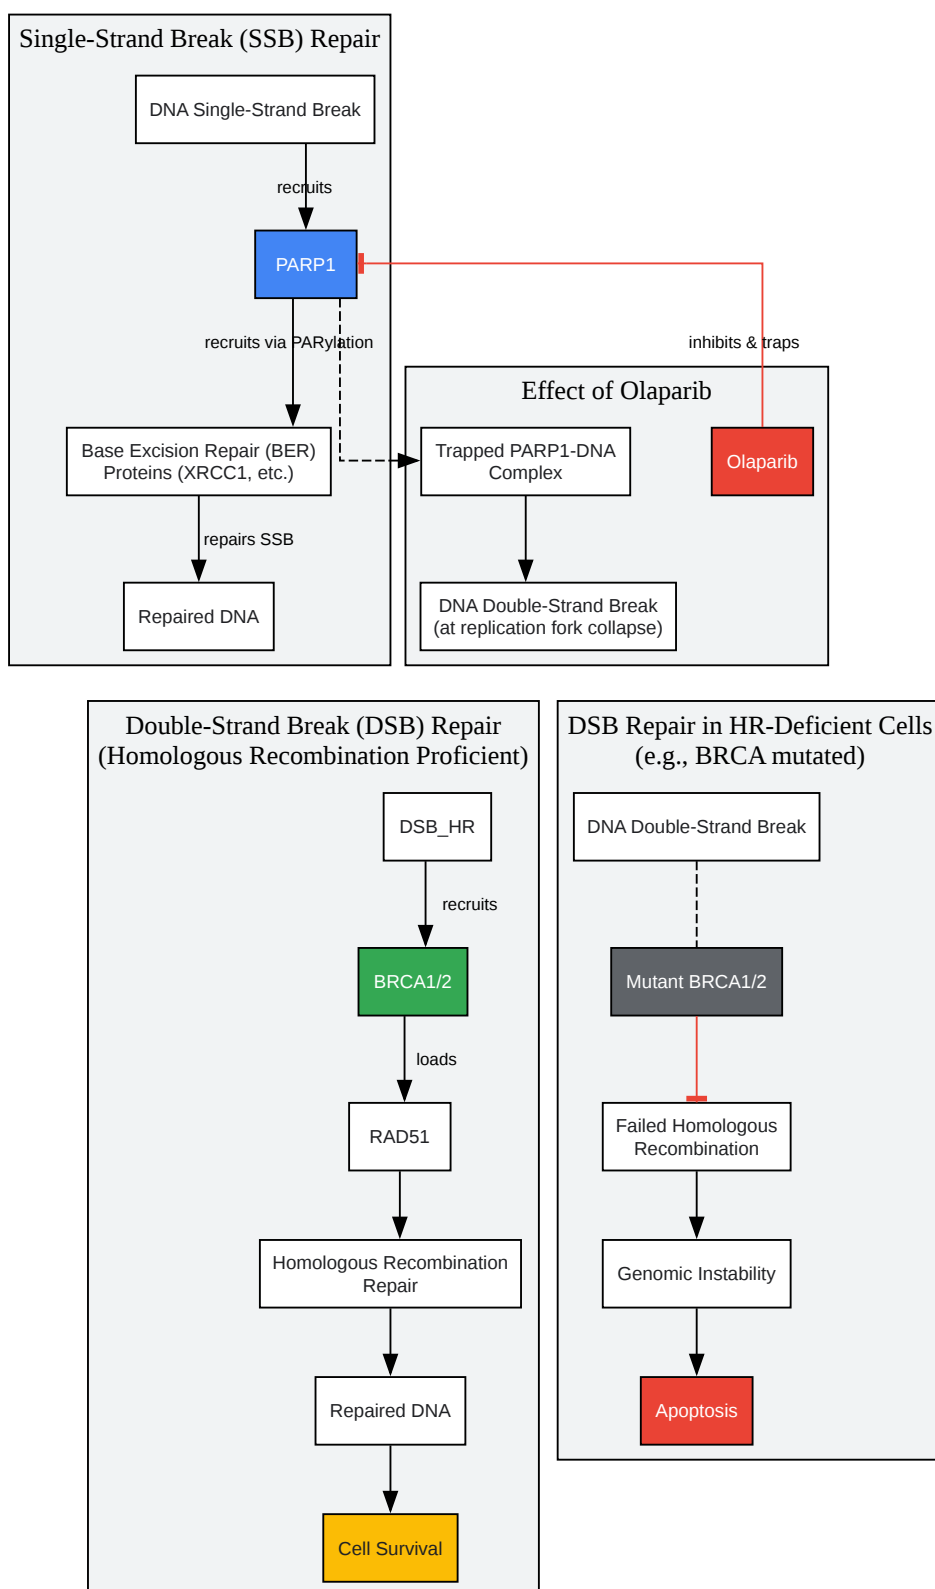 Single-Strand Break (SSB) Repair
DNA Single-Strand Break
recruits
PARP1
recruits via PARylation
inhibits & traps
Effect of Olaparib
Base Excision Repair (BER)
Proteins (XRCC1, etc.)
Trapped PARP1-DNA
Complex
Olaparib
repairs SSB
Repaired DNA
DNA Double-Strand Break
(at replication fork collapse)
Double-Strand Break (DSB) Repair
(Homologous Recombination Proficient)
DSB_HR
recruits
BRCA1/2
loads
RAD51
Homologous Recombination
Repair
Repaired DNA
Cell Survival
DSB Repair in HR-Deficient Cells
(e.g., BRCA mutated)
DNA Double-Strand Break
Mutant BRCA1/2
Failed Homologous
Recombination
Genomic Instability
Apoptosis